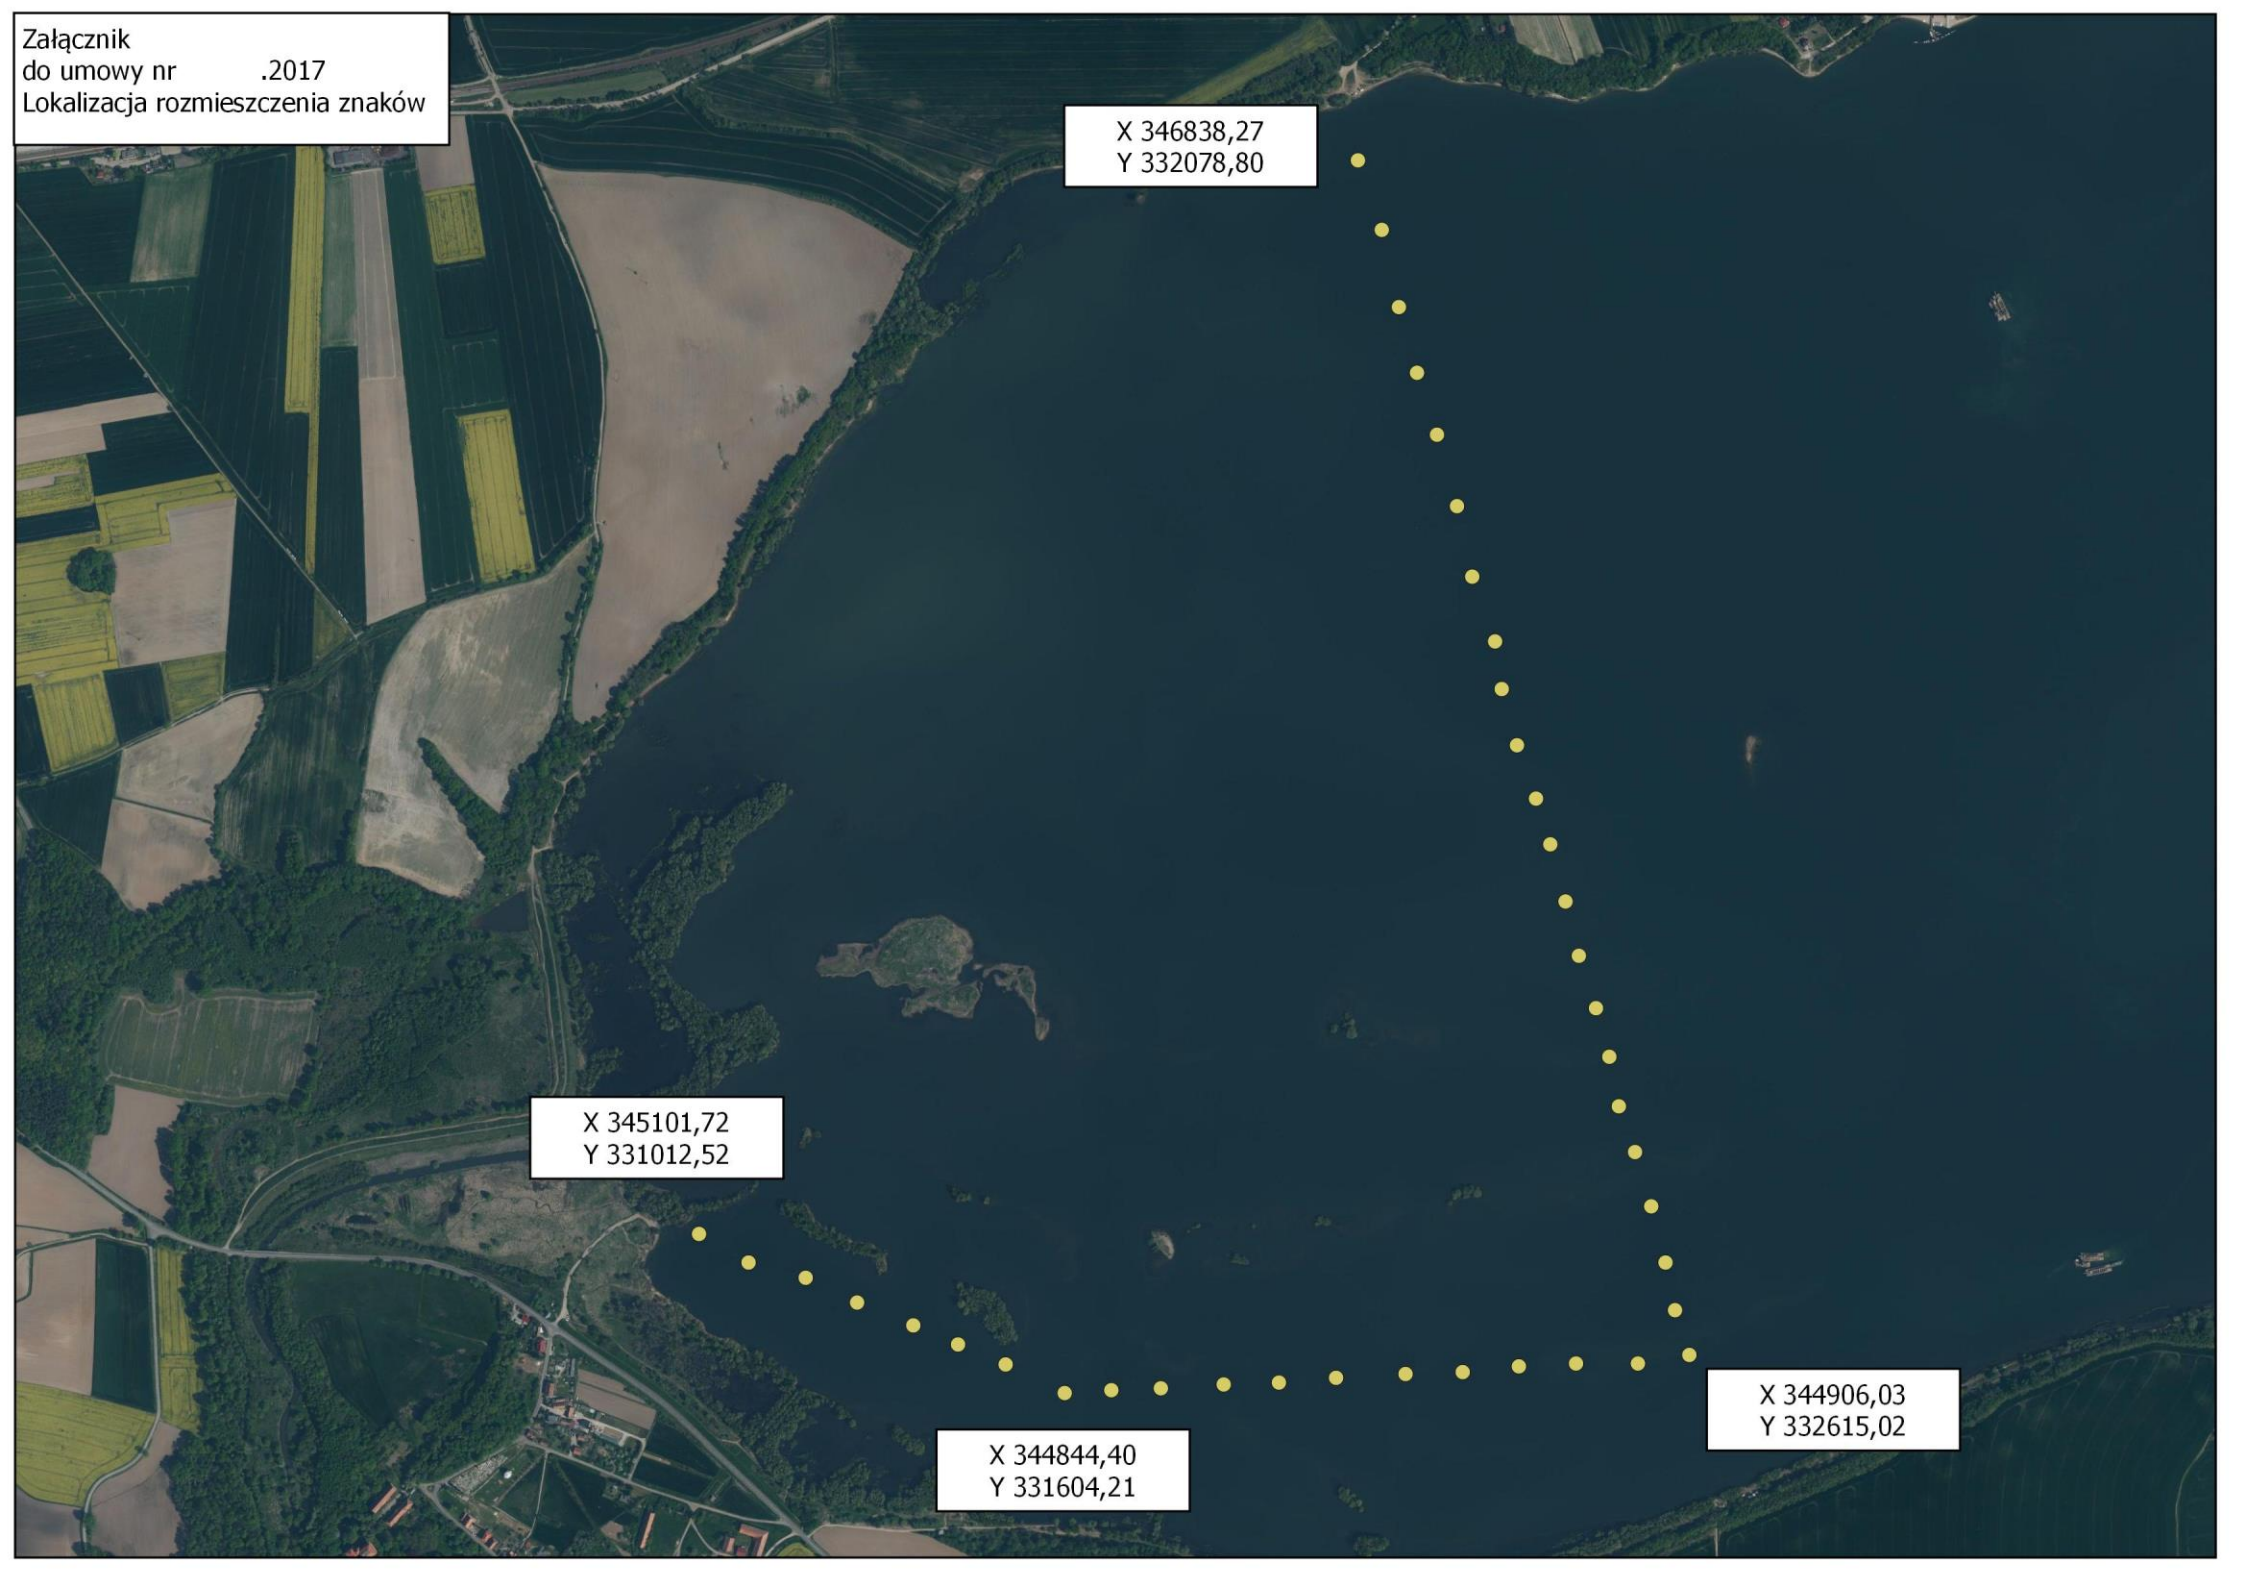 Załącznik
do umowy nr .2017
Lokalizacja rozmieszczenia znaków
X 346838,27
Y 332078,80
X 345101,72
Y 331012,52
X 344906,03
Y 332615,02
X 344844,40
Y 331604,21